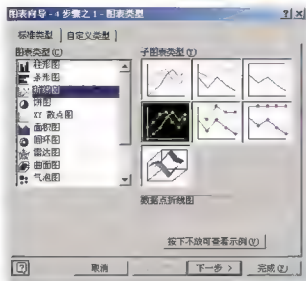 图表向导 - 4 步骤之 1 - 图表类型
标准类型 自定义类型
图表类型(C)
子图表类型(T)
柱形图
条形图
折线图
饼图
XY 散点图
面积图
圆环图
雷达图
曲面图
气泡图
数据点折线图
按下不放可查看示例(V)
取消
下一步 >
完成(F)